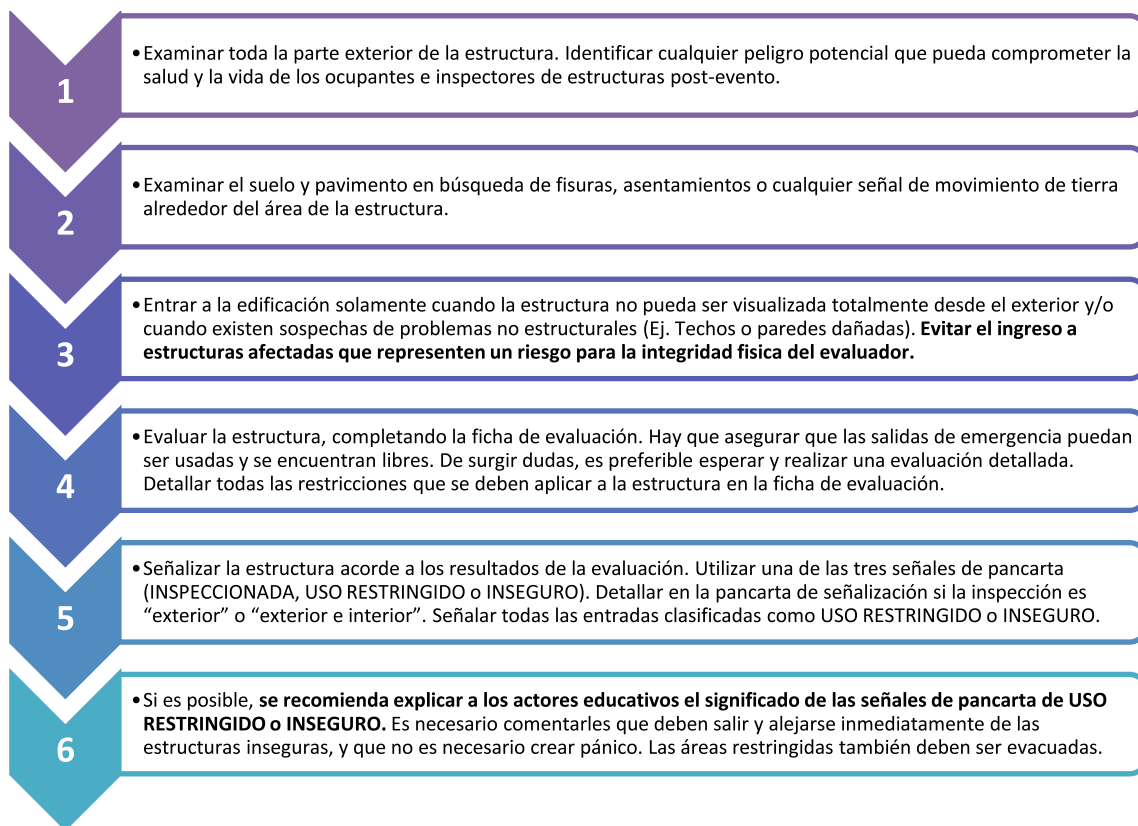 1
•Examinar toda la parte exterior de la estructura. Identificar cualquier peligro potencial que pueda comprometer la
salud y la vida de los ocupantes e inspectores de estructuras post-evento.
2
•Examinar el suelo y pavimento en búsqueda de fisuras, asentamientos o cualquier señal de movimiento de tierra
alrededor del área de la estructura.
3
•Entrar a la edificación solamente cuando la estructura no pueda ser visualizada totalmente desde el exterior y/o
cuando existen sospechas de problemas no estructurales (Ej. Techos o paredes dañadas). Evitar el ingreso a
estructuras afectadas que representen un riesgo para la integridad fisica del evaluador.
4
•Evaluar la estructura, completando la ficha de evaluación. Hay que asegurar que las salidas de emergencia puedan
ser usadas y se encuentran libres. De surgir dudas, es preferible esperar y realizar una evaluación detallada.
Detallar todas las restricciones que se deben aplicar a la estructura en la ficha de evaluación.
5
•Señalizar la estructura acorde a los resultados de la evaluación. Utilizar una de las tres señales de pancarta
(INSPECCIONADA, USO RESTRINGIDO o INSEGURO). Detallar en la pancarta de señalización si la inspección es
“exterior” o “exterior e interior”. Señalar todas las entradas clasificadas como USO RESTRINGIDO o INSEGURO.
6
•Si es posible, se recomienda explicar a los actores educativos el significado de las señales de pancarta de USO
RESTRINGIDO o INSEGURO. Es necesario comentarles que deben salir y alejarse inmediatamente de las
estructuras inseguras, y que no es necesario crear pánico. Las áreas restringidas también deben ser evacuadas.